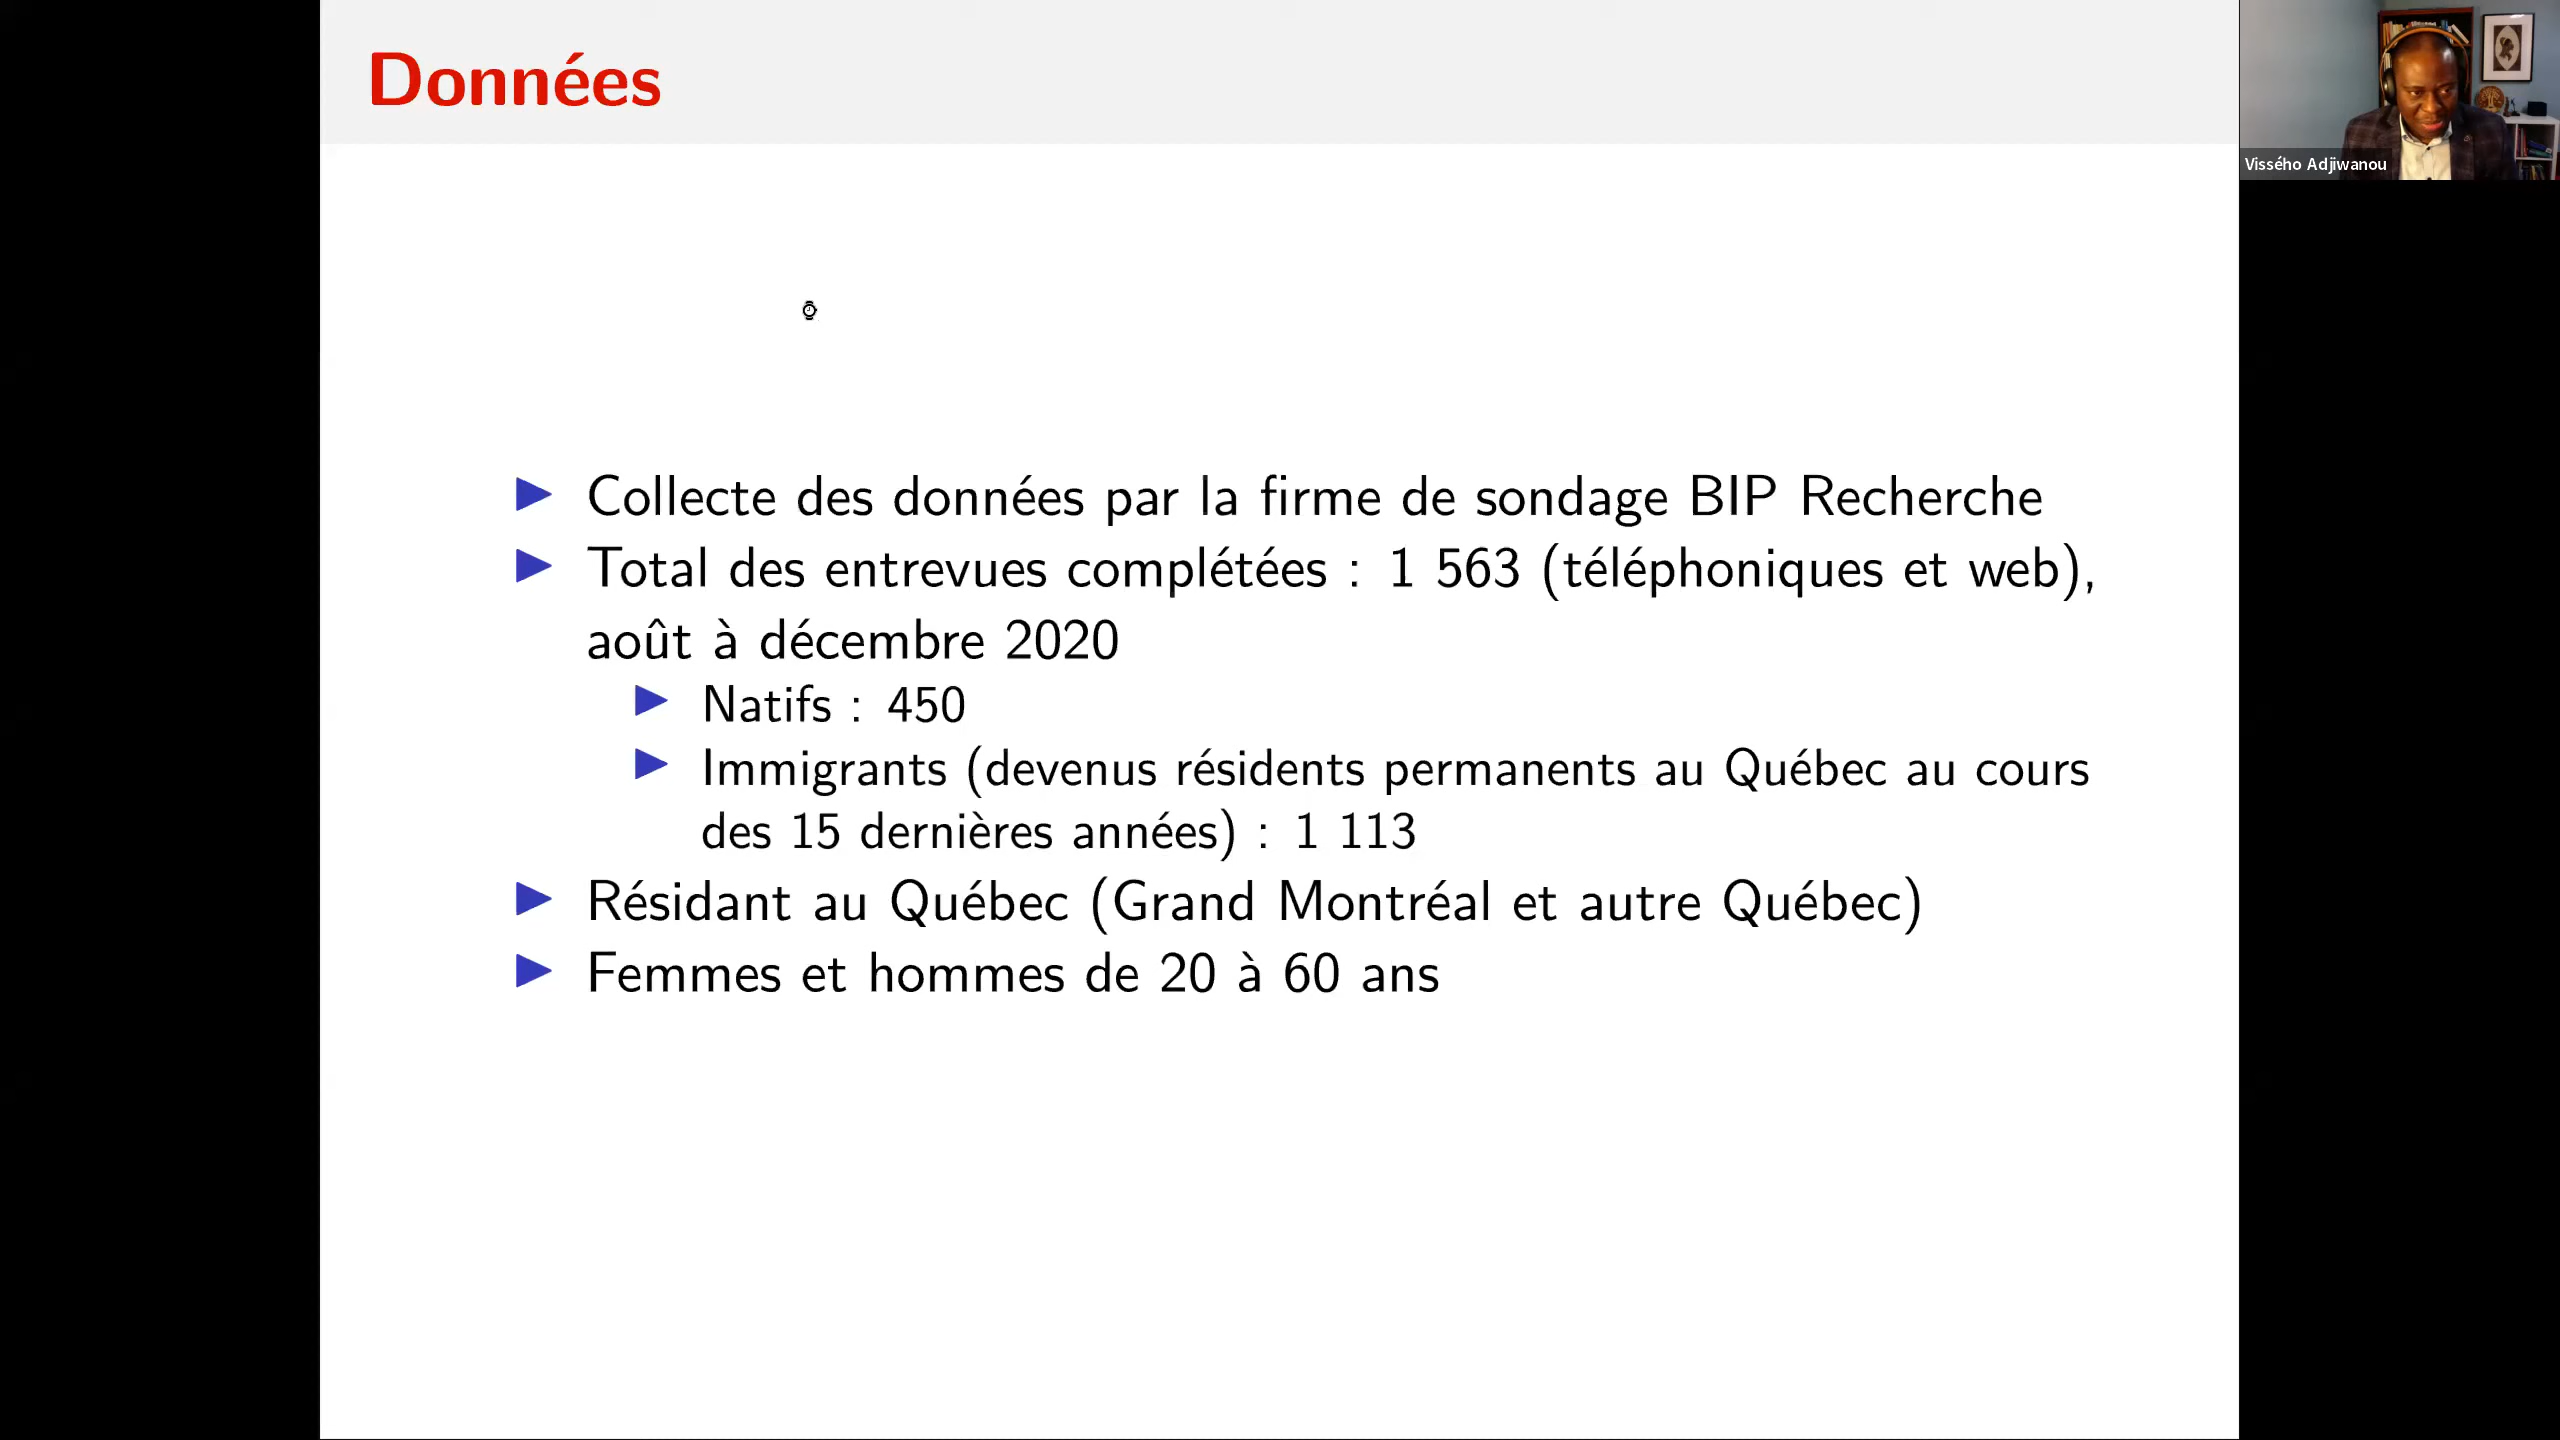 Données
Vissého Adjiwanou
Collecte des données par la firme de sondage BIP Recherche
Total des entrevues complétées : 1 563 (téléphoniques et web),
août à décembre 2020
Natifs : 450
Immigrants (devenus résidents permanents au Québec au cours
des 15 dernières années) : 1 113
Résidant au Québec (Grand Montréal et autre Québec)
Femmes et hommes de 20 à 60 ans